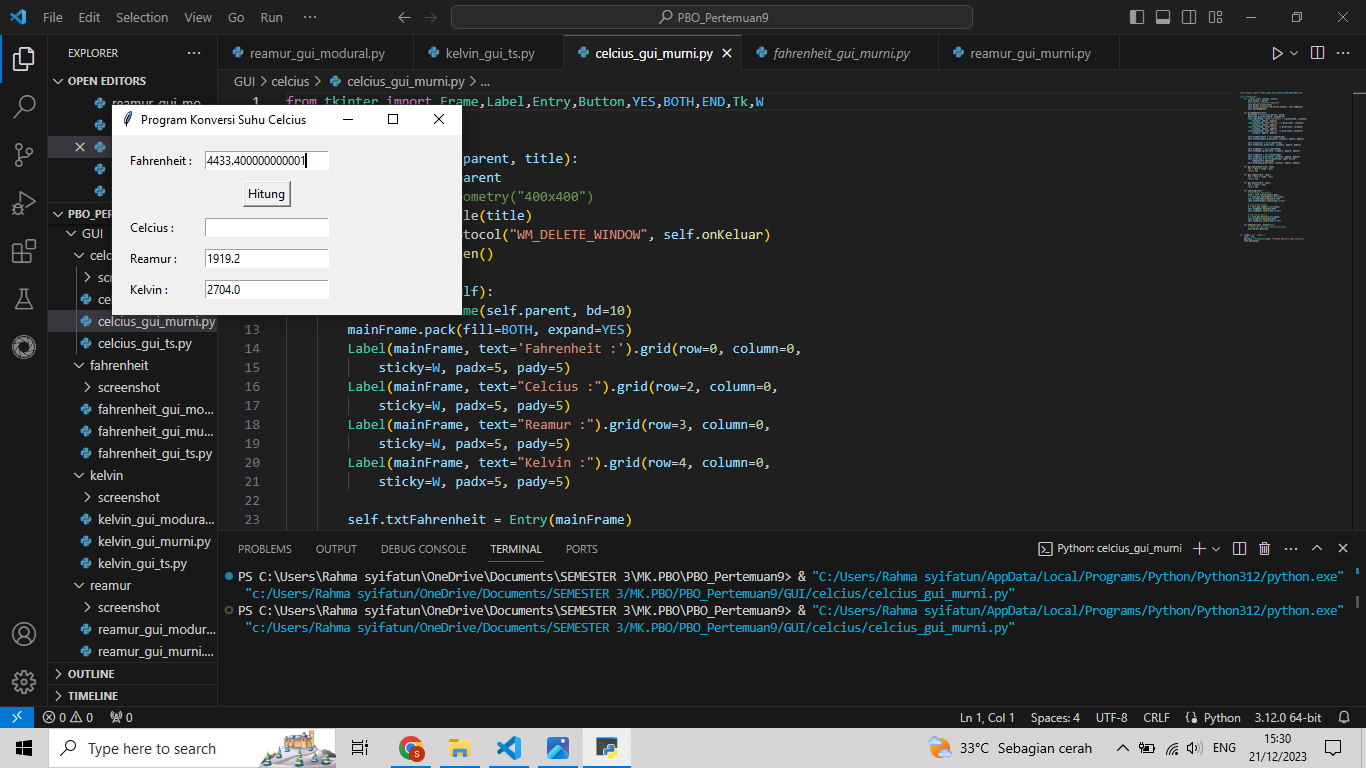 File Edit Selection View Go Run ··· PBO_Pertemuan9
EXPLORER ···
reamur_gui_modural.py kelvin_gui_ts.py celcius_gui_murni.py fahrenheit_gui_murni.py reamur_gui_murni.py
OPEN EDITORS
GUI > celcius > celcius_gui_murni.py > ...
reamur_gui_mo...
1 from tkinter import Frame,Label,Entry,Button,YES,BOTH,END,Tk,W
Program Konversi Suhu Celcius
Fahrenheit : 4433.400000000001
Hitung
Celcius :
Reamur : 1919.2
Kelvin : 2704.0
parent, title):
ometry("400x400")
le(title)
tocol("WM_DELETE_WINDOW", self.onKeluar)
lf):
me(self.parent, bd=10)
13 mainFrame.pack(fill=BOTH, expand=YES)
14 Label(mainFrame, text='Fahrenheit :').grid(row=0, column=0,
15 sticky=W, padx=5, pady=5)
16 Label(mainFrame, text="Celcius :").grid(row=2, column=0,
17 sticky=W, padx=5, pady=5)
18 Label(mainFrame, text="Reamur :").grid(row=3, column=0,
19 sticky=W, padx=5, pady=5)
20 Label(mainFrame, text="Kelvin :").grid(row=4, column=0,
21 sticky=W, padx=5, pady=5)
22
23 self.txtFahrenheit = Entry(mainFrame)
PBO_PE
GUI
celc
sc
ce
celcius_gui_murni.py
celcius_gui_ts.py
fahrenheit
screenshot
fahrenheit_gui_mo...
fahrenheit_gui_mu...
fahrenheit_gui_ts.py
kelvin
screenshot
kelvin_gui_modura...
kelvin_gui_murni.py
kelvin_gui_ts.py
reamur
screenshot
reamur_gui_modur...
reamur_gui_murni....
OUTLINE
TIMELINE
PROBLEMS OUTPUT DEBUG CONSOLE TERMINAL PORTS Python: celcius_gui_murni
PS C:\Users\Rahma syifatun\OneDrive\Documents\SEMESTER 3\MK.PBO\PBO_Pertemuan9> & "C:/Users/Rahma syifatun/AppData/Local/Programs/Python/Python312/python.exe"
"c:/Users/Rahma syifatun/OneDrive/Documents/SEMESTER 3/MK.PBO/PBO_Pertemuan9/GUI/celcius/celcius_gui_murni.py"
PS C:\Users\Rahma syifatun\OneDrive\Documents\SEMESTER 3\MK.PBO\PBO_Pertemuan9> & "C:/Users/Rahma syifatun/AppData/Local/Programs/Python/Python312/python.exe"
"c:/Users/Rahma syifatun/OneDrive/Documents/SEMESTER 3/MK.PBO/PBO_Pertemuan9/GUI/celcius/celcius_gui_murni.py"
0 0 0 Ln 1, Col 1 Spaces: 4 UTF-8 CRLF Python 3.12.0 64-bit
Type here to search 33°C Sebagian cerah ENG 15:30
21/12/2023